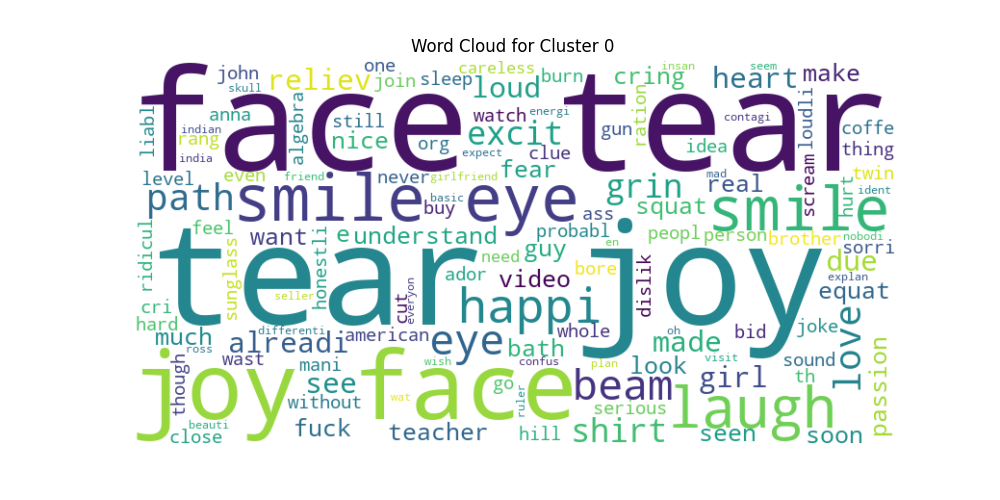 Word Cloud for Cluster 0
face tear
tear joy
joy face
smile eye
smile
happi
laugh
beam
eye
love
path
grin
excit
shirt
alreadi
made
girl
see
reliev
loud
heart
cring
make
nice
john
skull
one
join
sleep
careless
burn
insan
seem
liabl
anna
indian
rang
india
algebra
still
org
watch
energi
expect
clue
gun
ration
idea
contagi
loudli
coffe
thing
level
even
friend
never
girlfriend
fear
real
mad
scream
hurt
twin
ident
buy
basic
ass
squat
ridicul
feel
sunglass
want
honestli
e
understand
guy
probabl
en
peopl
person
brother
nobodi
sorri
need
ador
video
bore
dislik
due
explan
equat
cri
hard
seller
cut
everyon
much
differenti
american
whole
bid
oh
joke
ross
wast
mani
wish
bath
confus
plan
look
visit
sound
th
though
without
wat
go
ruler
serious
passion
beauti
close
fuck
teacher
hill
seen
soon